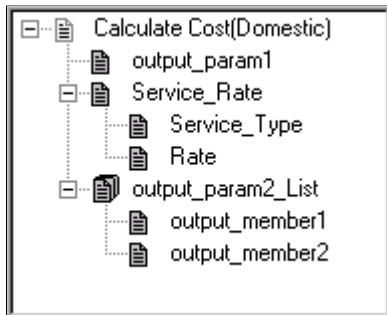 Calculate Cost(Domestic)
output_param1
Service_Rate
Service_Type
Rate
output_param2_List
output_member1
output_member2